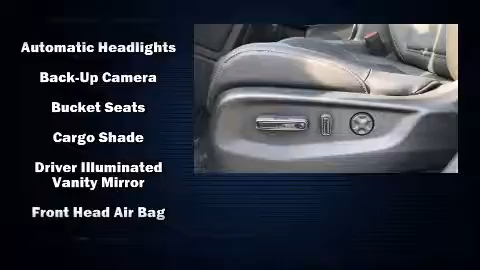 Automatic Headlights
Back-Up Camera
Bucket Seats
Cargo Shade
Driver Illuminated
Vanity Mirror
Front Head Air Bag